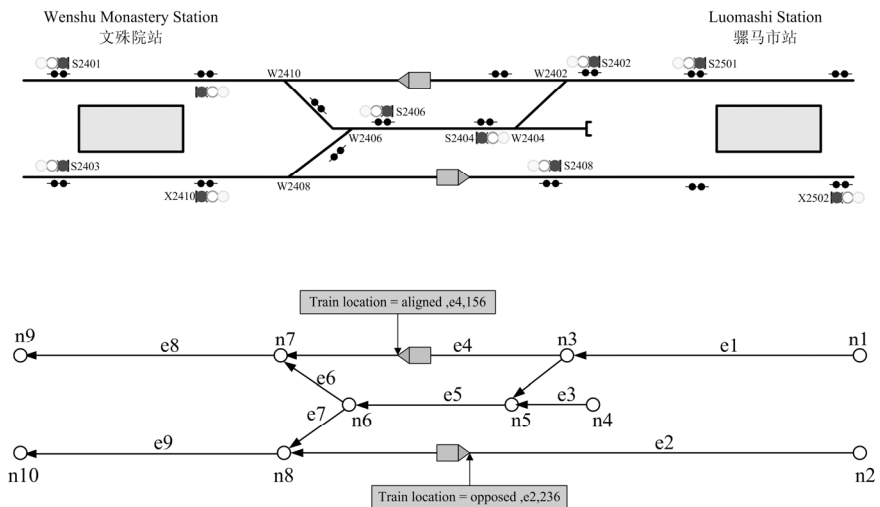 Wenshu Monastery Station
文殊院站
Luomashi Station
骡马市站
S2401
W2410
W2402
S2402
S2501
S2406
W2406
S2404
W2404
S2403
X2410
W2408
S2408
X2502
Train location = aligned ,e4,156
n9
e8
n7
e4
n3
e1
n1
e6
e5
e3
n6
n5
n4
e7
e9
e2
n10
n8
n2
Train location = opposed ,e2,236